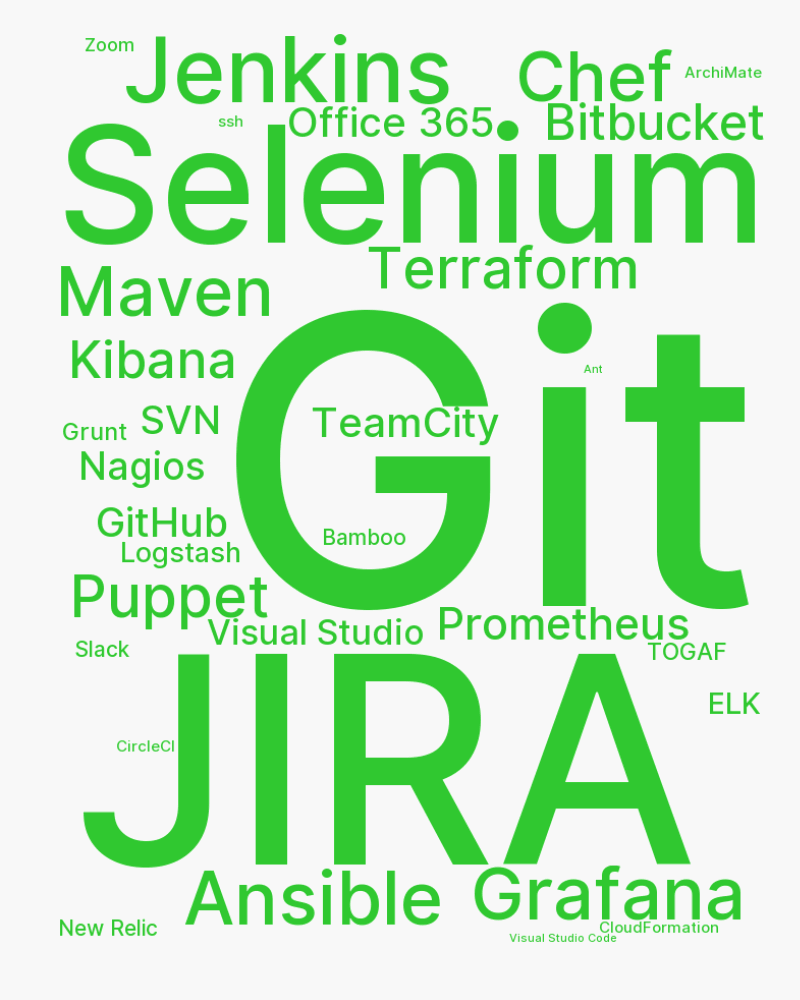 Zoom
Jenkins
Chef
ArchiMate
ssh
Office 365
Bitbucket
Selenium
Terraform
Maven
Git
Kibana
Ant
TeamCity
SVN
Grunt
Nagios
GitHub
Bamboo
Logstash
Puppet
Prometheus
Visual Studio
Slack
TOGAF
ELK
JIRA
CircleCI
Ansible
Grafana
New Relic
CloudFormation
Visual Studio Code